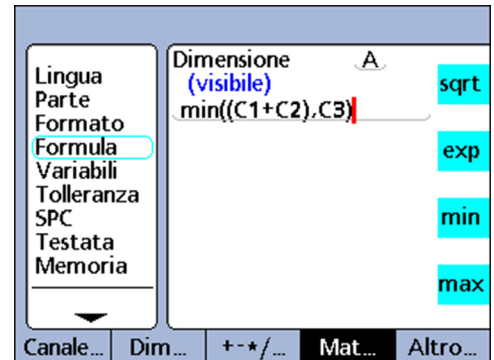 Lingua
Parte
Formato
Formula
Variabili
Tolleranza
SPC
Testata
Memoria
Dimensione A
(visibile)
min((C1+C2),C3)
sqrt
exp
min
max
Canale... Dim... +-*/... Mat... Altro...